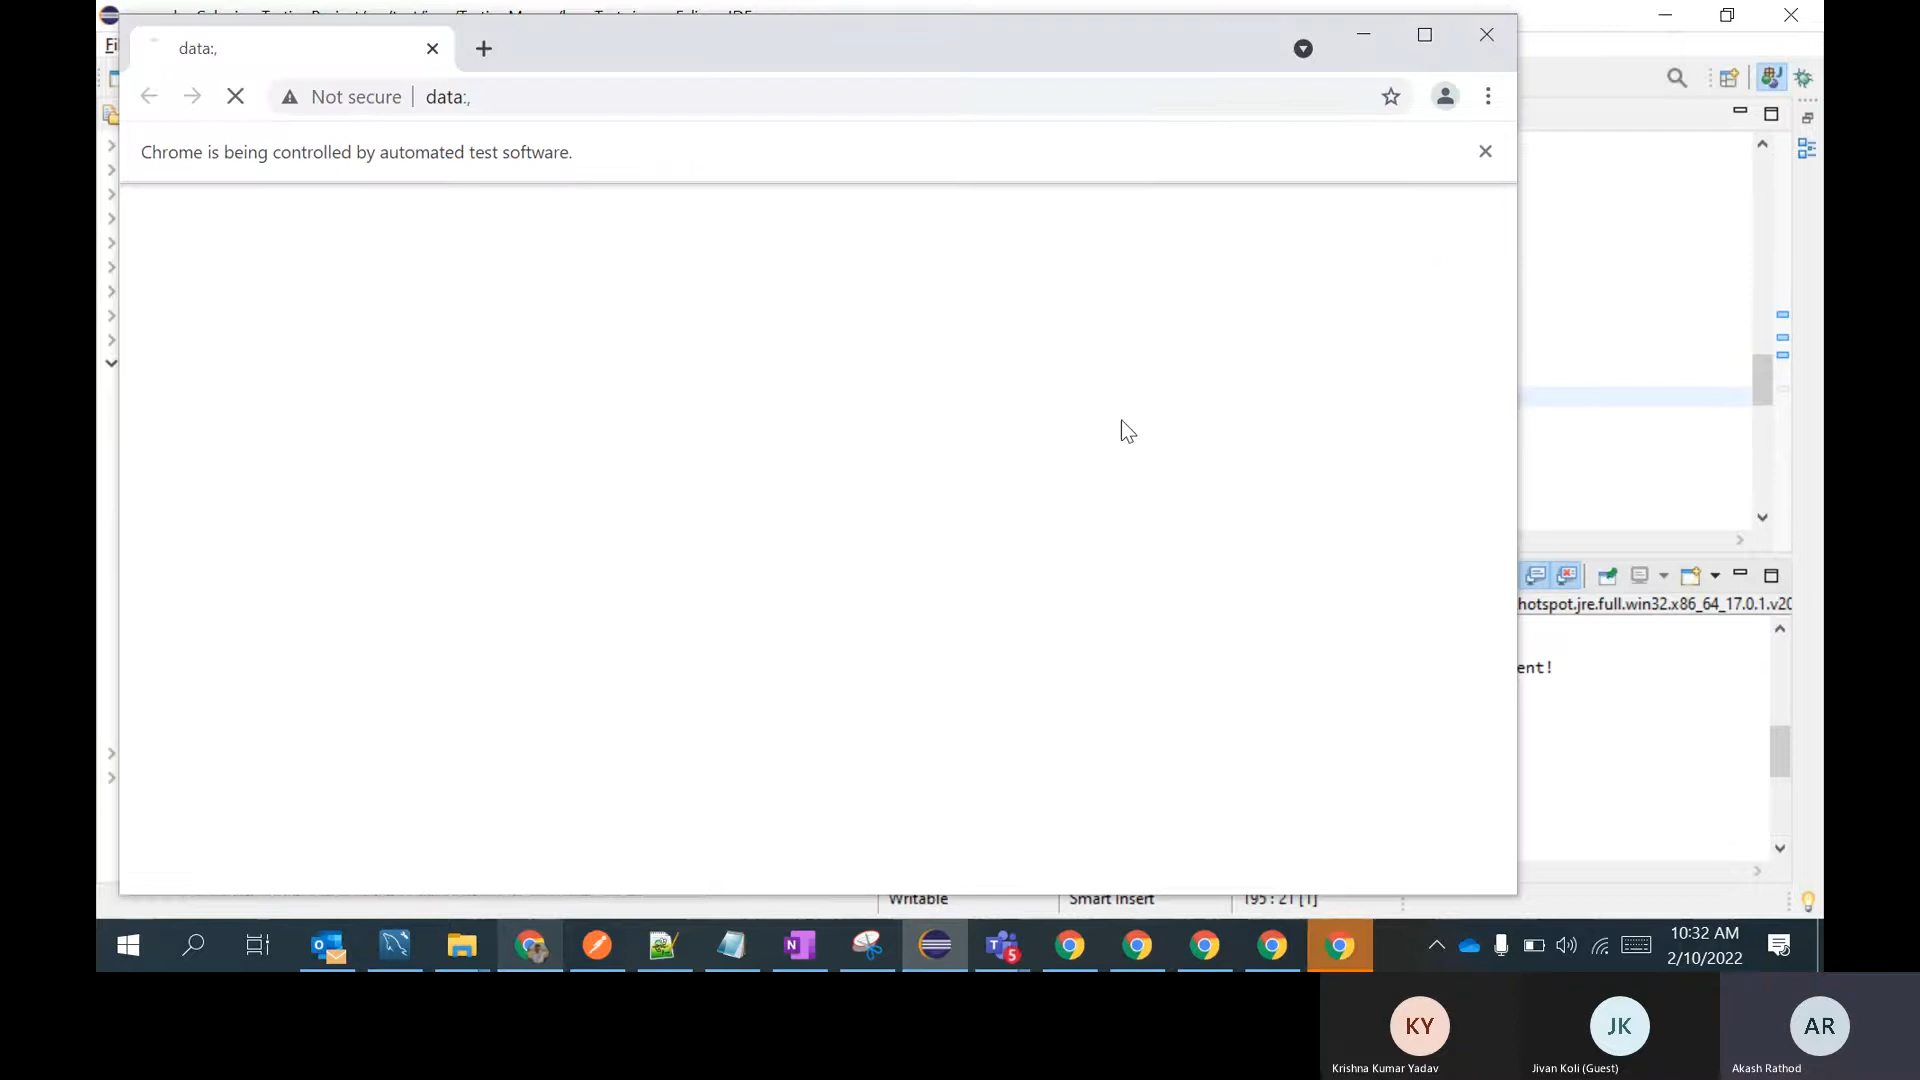 data:,
Fi
Not secure
data:,
Chrome is being controlled by automated test software.
hotspot.jre.full.win32.x86_64_17.0.1.v20
ent!
Writable
Smart Insert
195 : 21 [1]
10:32 AM
2/10/2022
5
KY
JK
AR
Krishna Kumar Yadav
Jivan Koli (Guest)
Akash Rathod